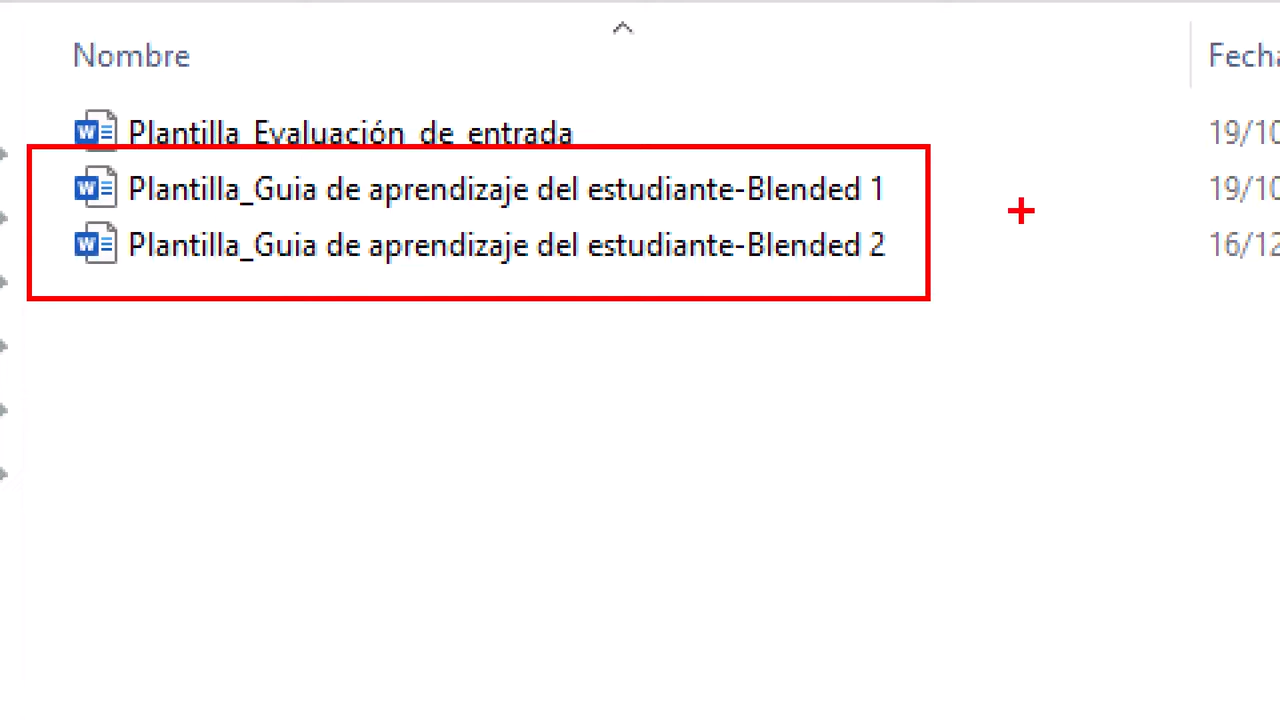 Nombre
Fecha
Plantilla_Evaluación_de_entrada
19/10
Plantilla_Guia de aprendizaje del estudiante-Blended 1
19/10
Plantilla_Guia de aprendizaje del estudiante-Blended 2
16/12